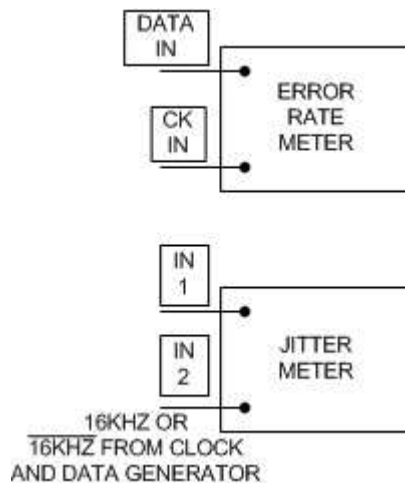 DATA
IN
ERROR
RATE
METER
CK
IN
IN
1
IN
2
JITTER
METER
16KHZ OR
16KHZ FROM CLOCK
AND DATA GENERATOR